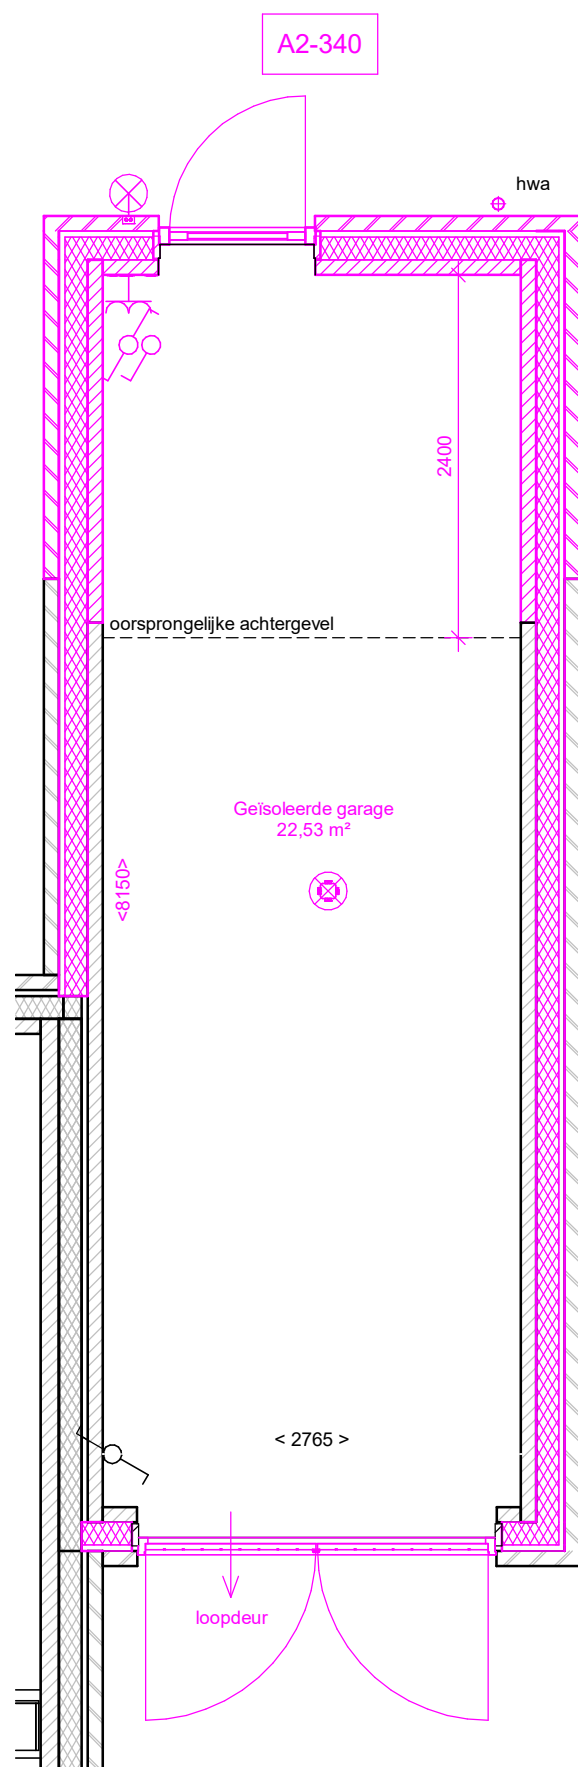 A2-340
hwa
2400
oorsprongelijke achtergevel
Geïsoleerde garage
22,53 m²
<8150>
< 2765 >
loopdeur